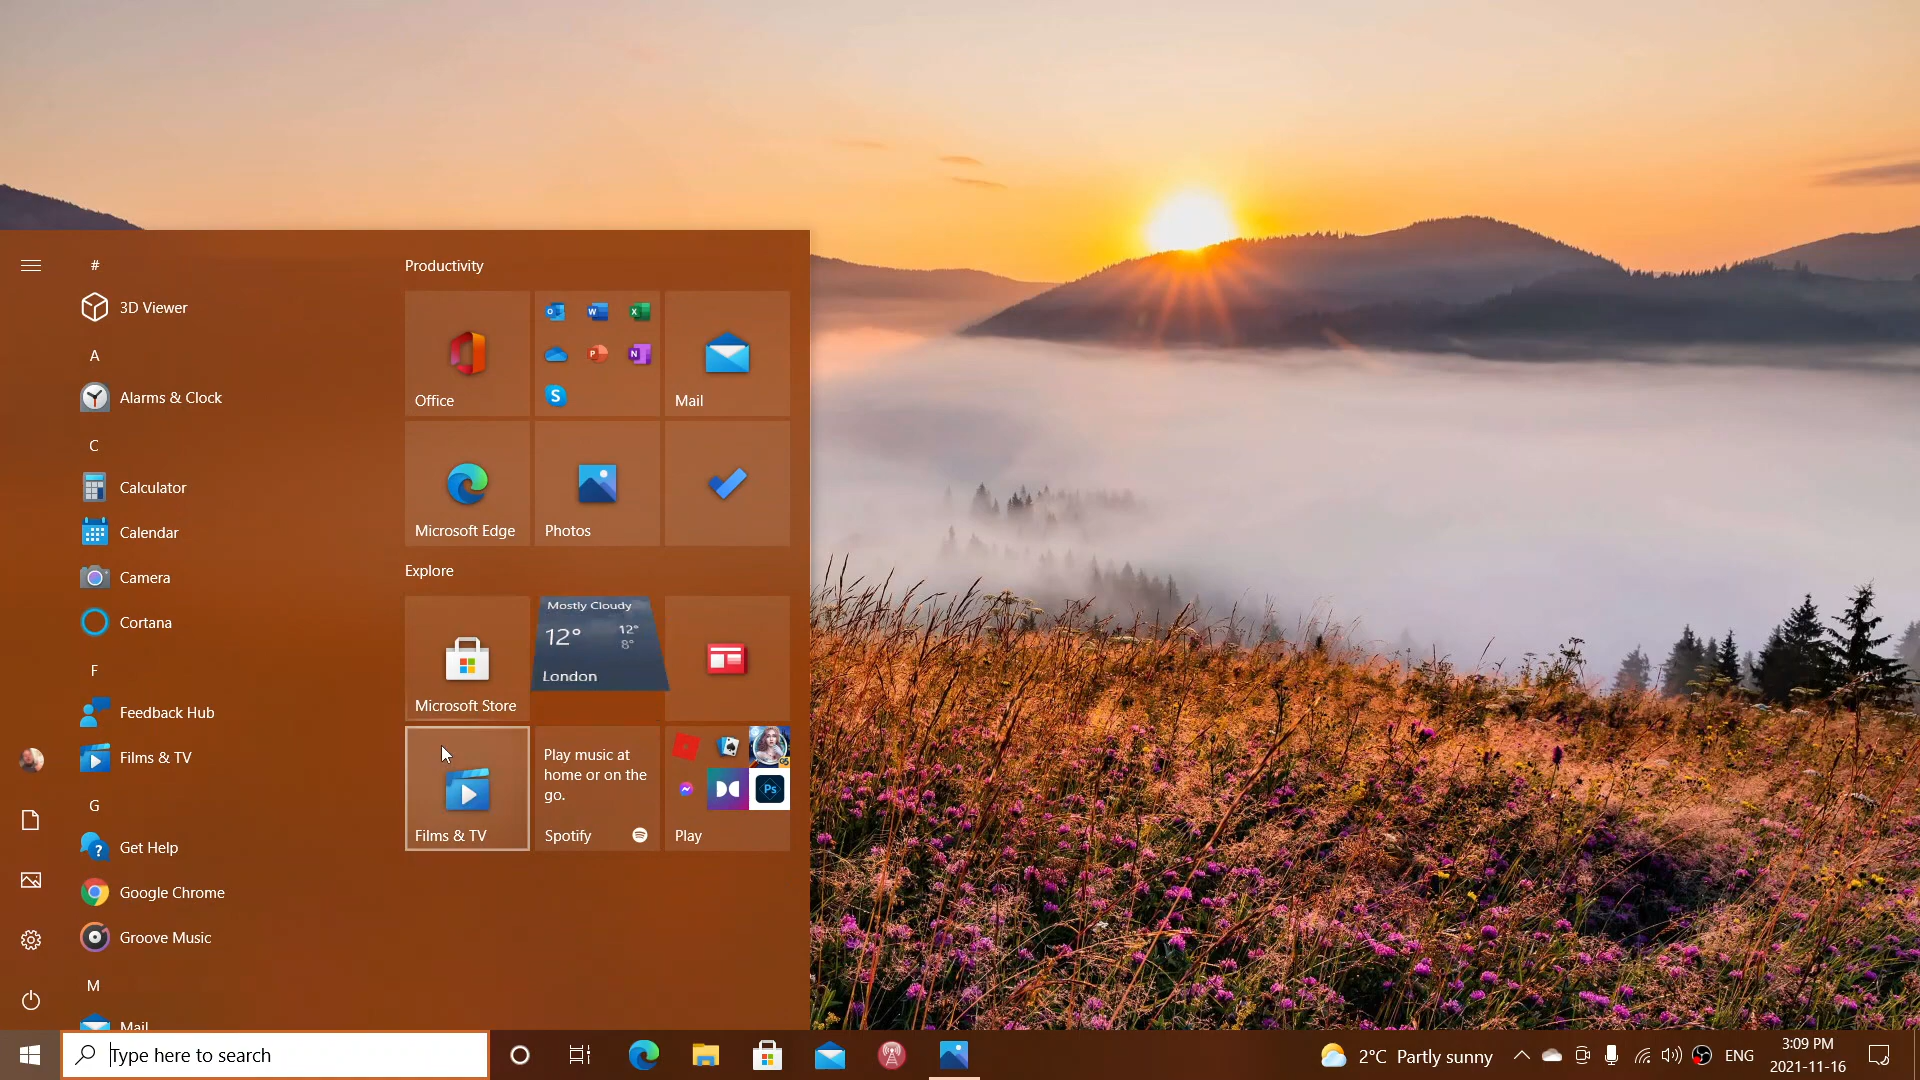 #
3D Viewer
A
Alarms & Clock
C
Calculator
Calendar
Camera
Cortana
F
Feedback Hub
Films & TV
G
Get Help
Google Chrome
Groove Music
M
Mail
Productivity
Office
Mail
Microsoft Edge
Photos
Explore
Microsoft Store
Mostly Cloudy
12° 12°
8°
London
Films & TV
Play music at
home or on the
go.
Spotify
Ps
Play
Type here to search
2°C Partly sunny
ENG
3:09 PM
2021-11-16